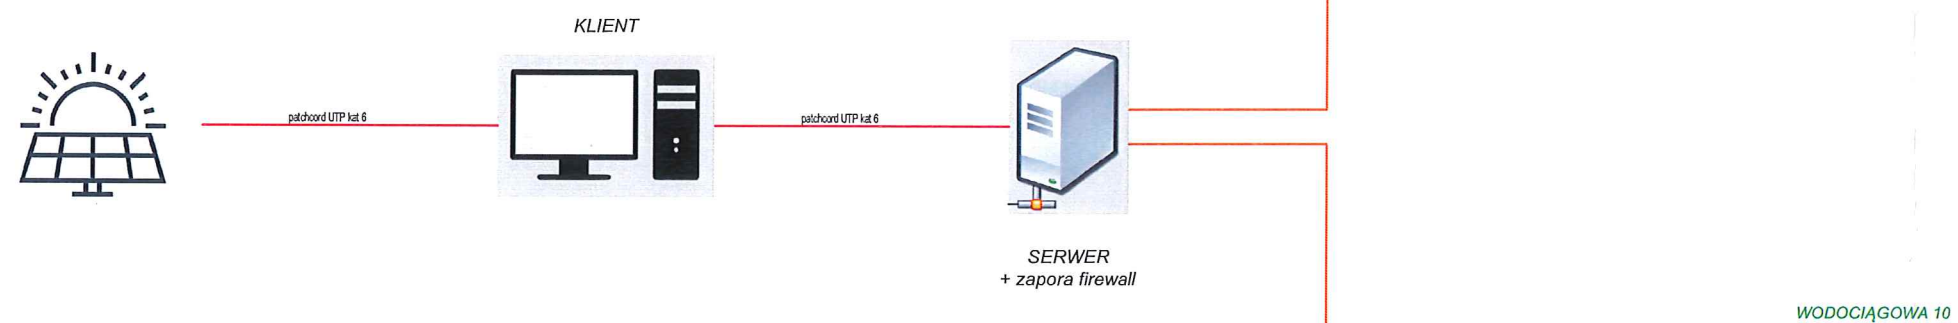 KLIENT
patchcord UTP kat 6
patchcord UTP kat 6
SERWER
+ zapora firewall
WODOCIĄGOWA 10